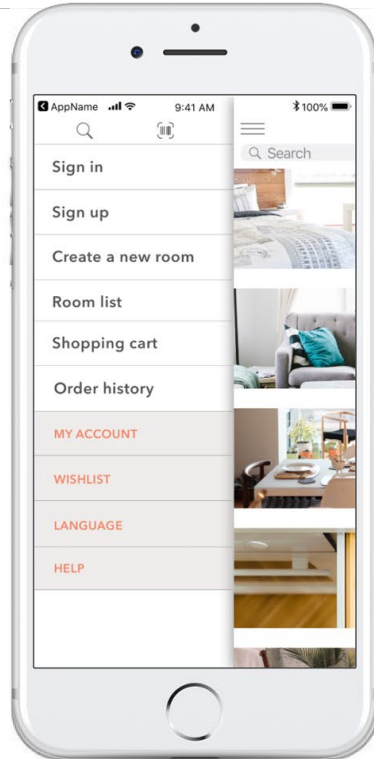 AppName 9:41 AM 100%
Search
Sign in
Sign up
Create a new room
Room list
Shopping cart
Order history
MY ACCOUNT
WISHLIST
LANGUAGE
HELP